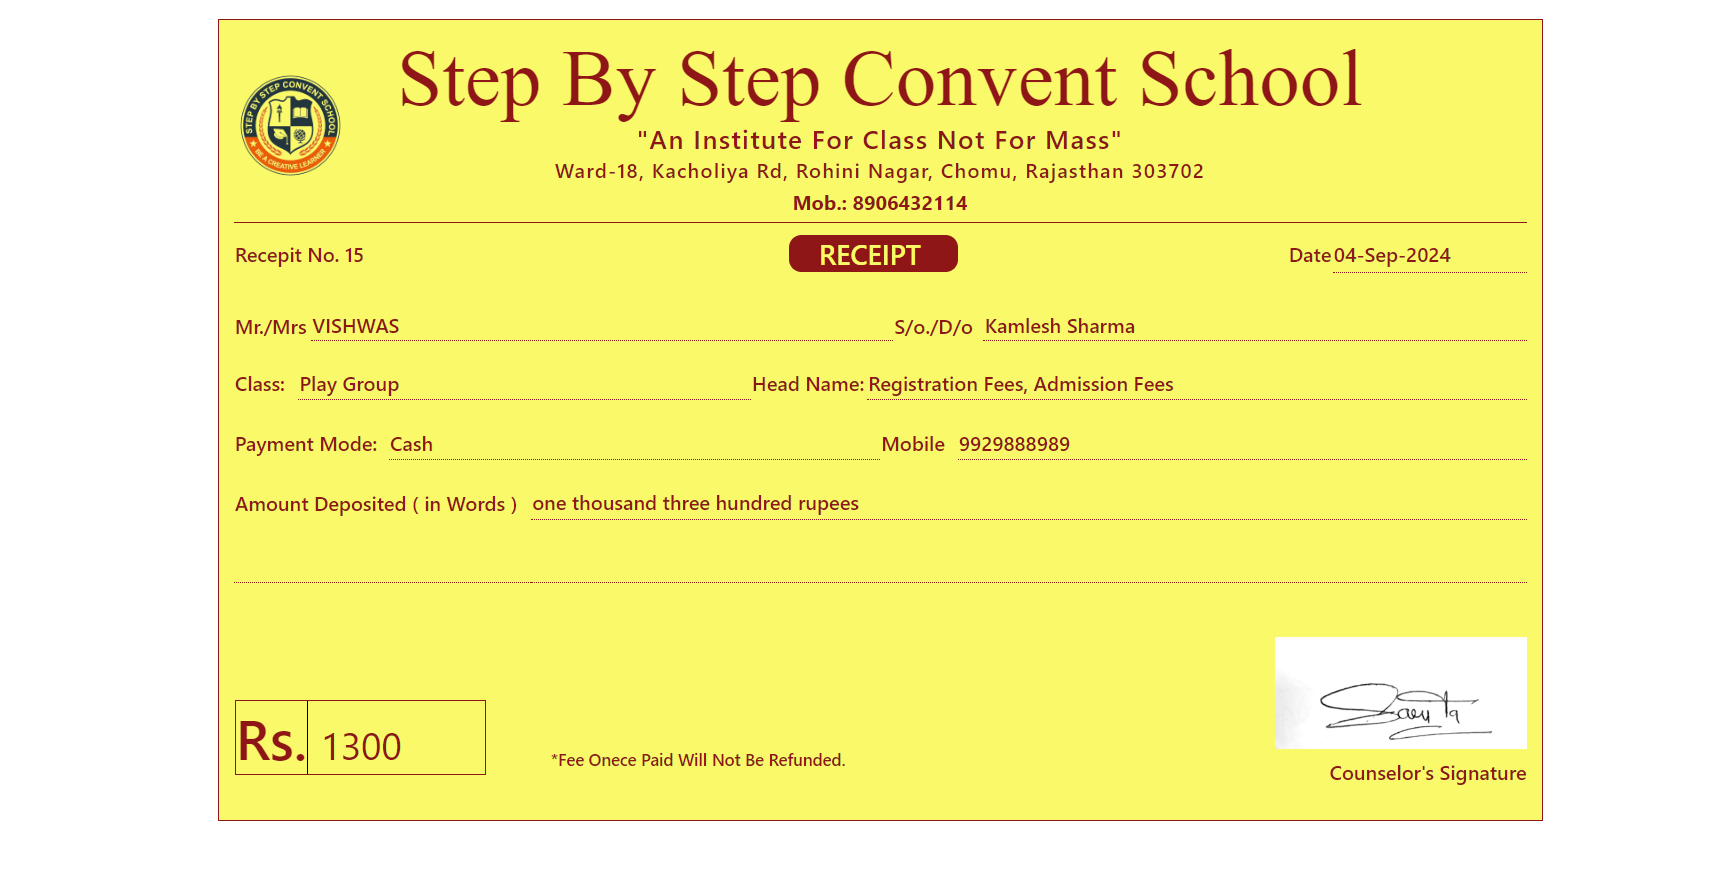 Step By Step Convent School
"An Institute For Class Not For Mass"
STEP BY STEP CONVENT SCHOOL
BE A CREATIVE LEARNER
Ward-18, Kacholiya Rd, Rohini Nagar, Chomu, Rajasthan 303702
Mob.: 8906432114
Recepit No. 15 RECEIPT Date 04-Sep-2024
Mr./Mrs VISHWAS S/o./D/o Kamlesh Sharma
Class: Play Group Head Name: Registration Fees, Admission Fees
Payment Mode: Cash Mobile 9929888989
Amount Deposited ( in Words ) one thousand three hundred rupees
Rs. 1300
*Fee Onece Paid Will Not Be Refunded.
Counselor's Signature